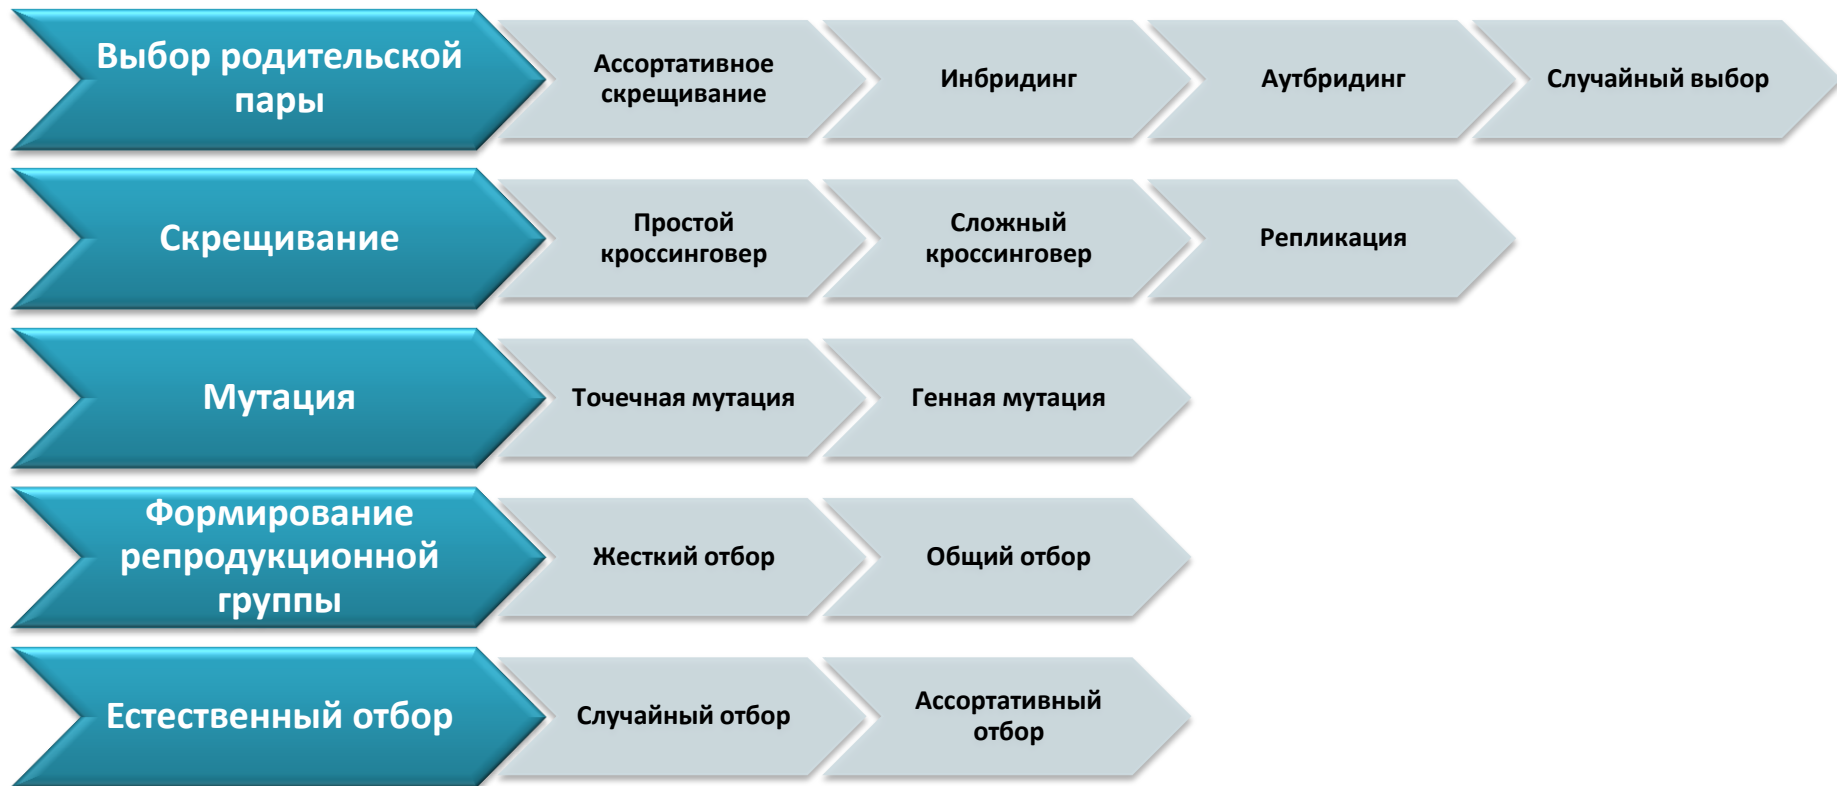 Выбор родительской
пары
Ассортативное
скрещивание
Инбридинг
Аутбридинг
Случайный выбор
Скрещивание
Простой
кроссинговер
Сложный
кроссинговер
Репликация
Мутация
Точечная мутация
Генная мутация
Формирование
репродукционной
группы
Жесткий отбор
Общий отбор
Естественный отбор
Случайный отбор
Ассортативный
отбор